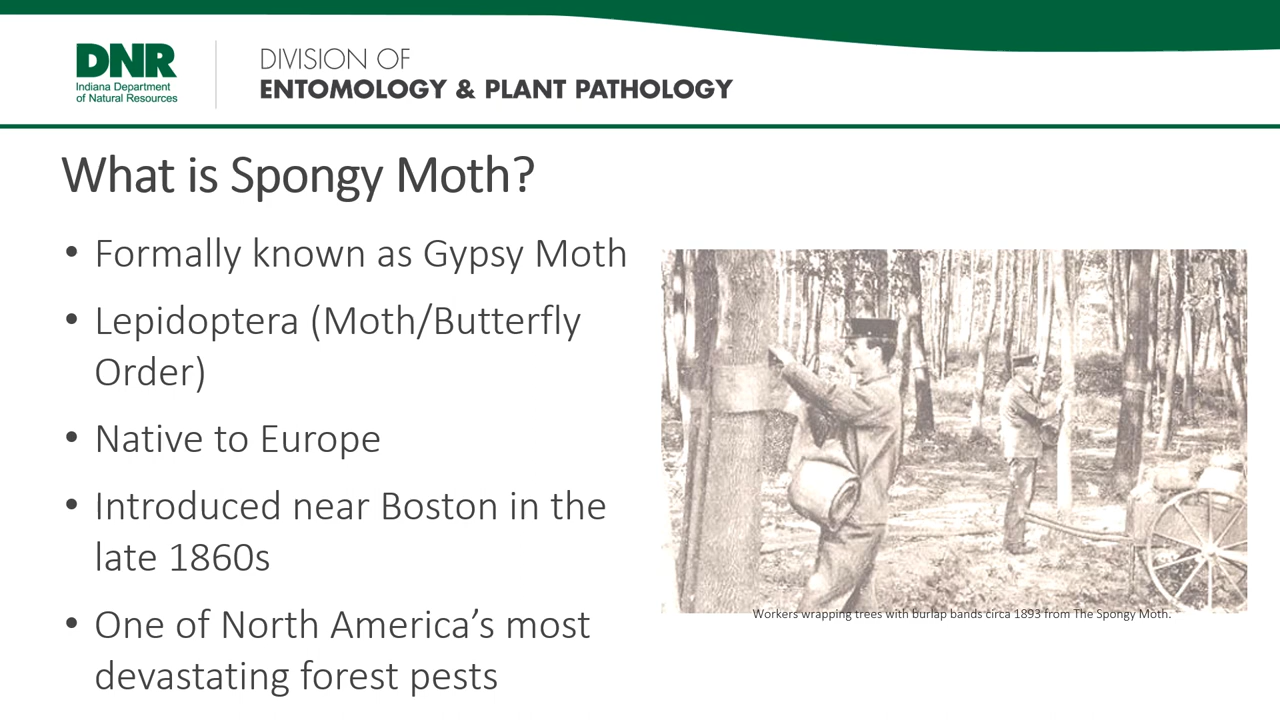 DNR
Indiana Department
of Natural Resources
DIVISION OF
ENTOMOLOGY & PLANT PATHOLOGY
What is Spongy Moth?
• Formally known as Gypsy Moth
• Lepidoptera (Moth/Butterfly
Order)
• Native to Europe
• Introduced near Boston in the
late 1860s
• One of North America’s most
devastating forest pests
Workers wrapping trees with burlap bands circa 1893 from The Spongy Moth.